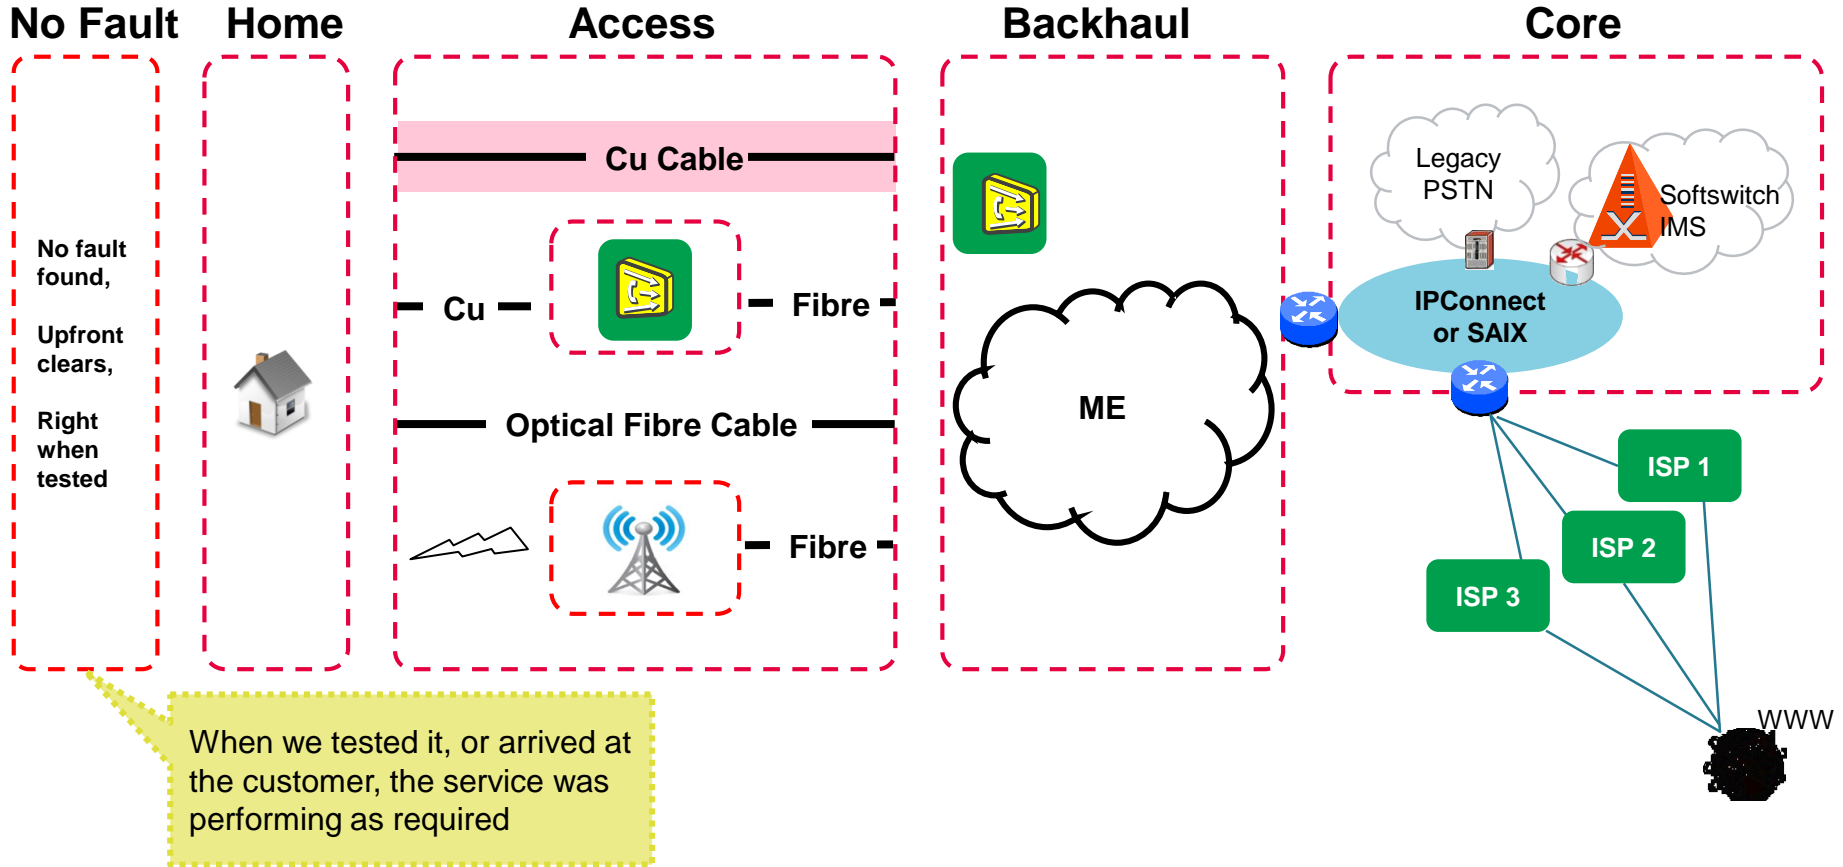 No Fault
Home
Access
Backhaul
Core
No fault
found,
Upfront
clears,
Right
when
tested
Cu Cable
Cu
Fibre
Optical Fibre Cable
Fibre
ME
Legacy
PSTN
Softswitch
IMS
IPConnect
or SAIX
ISP 1
ISP 2
ISP 3
WWW
When we tested it, or arrived at
the customer, the service was
performing as required